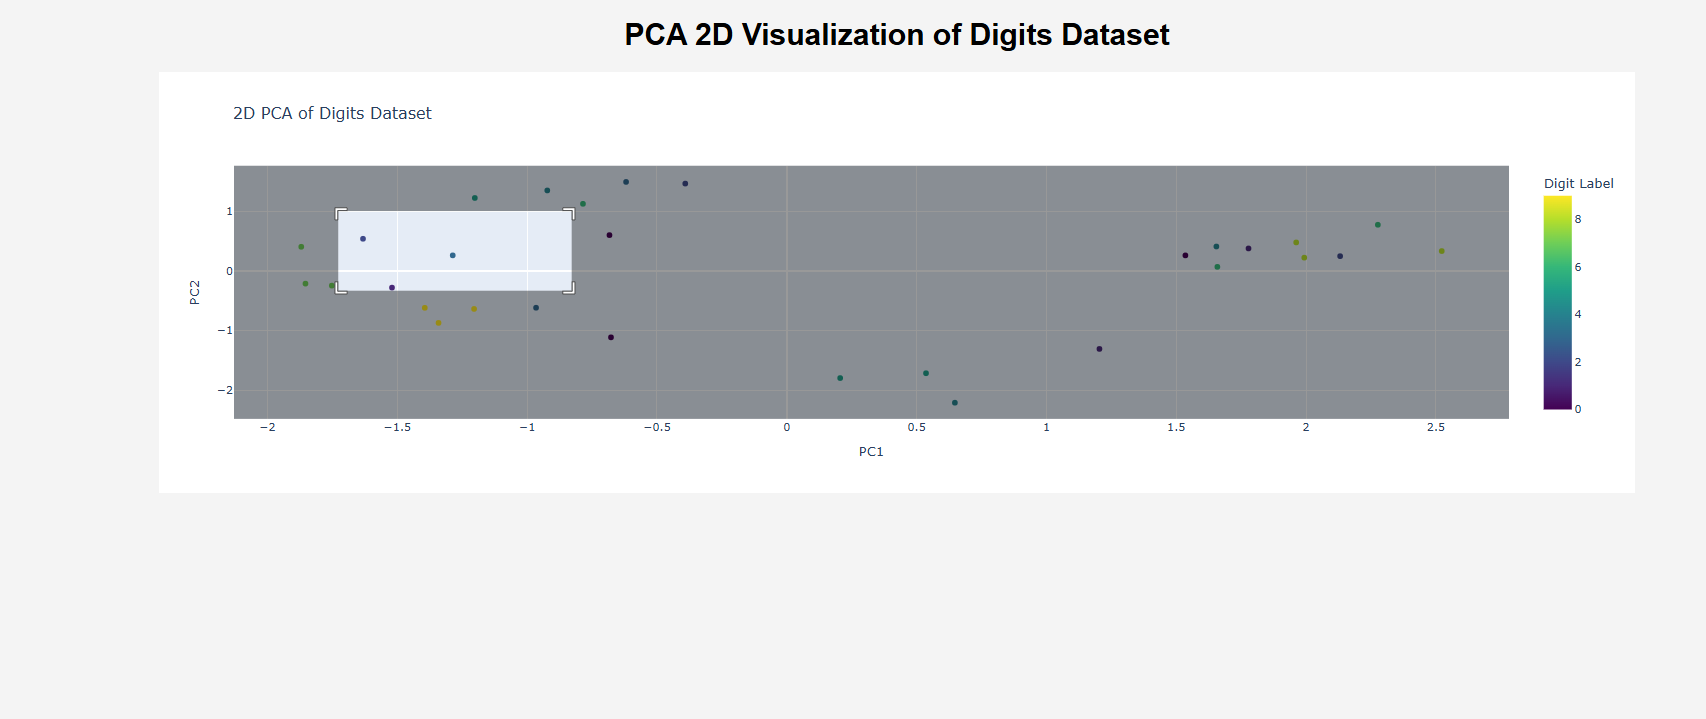 PCA 2D Visualization of Digits Dataset
2D PCA of Digits Dataset
Digit Label
8
6
4
2
0
PC2
1
0
−1
−2
−2 −1.5 −1 −0.5 0 0.5 1 1.5 2 2.5
PC1